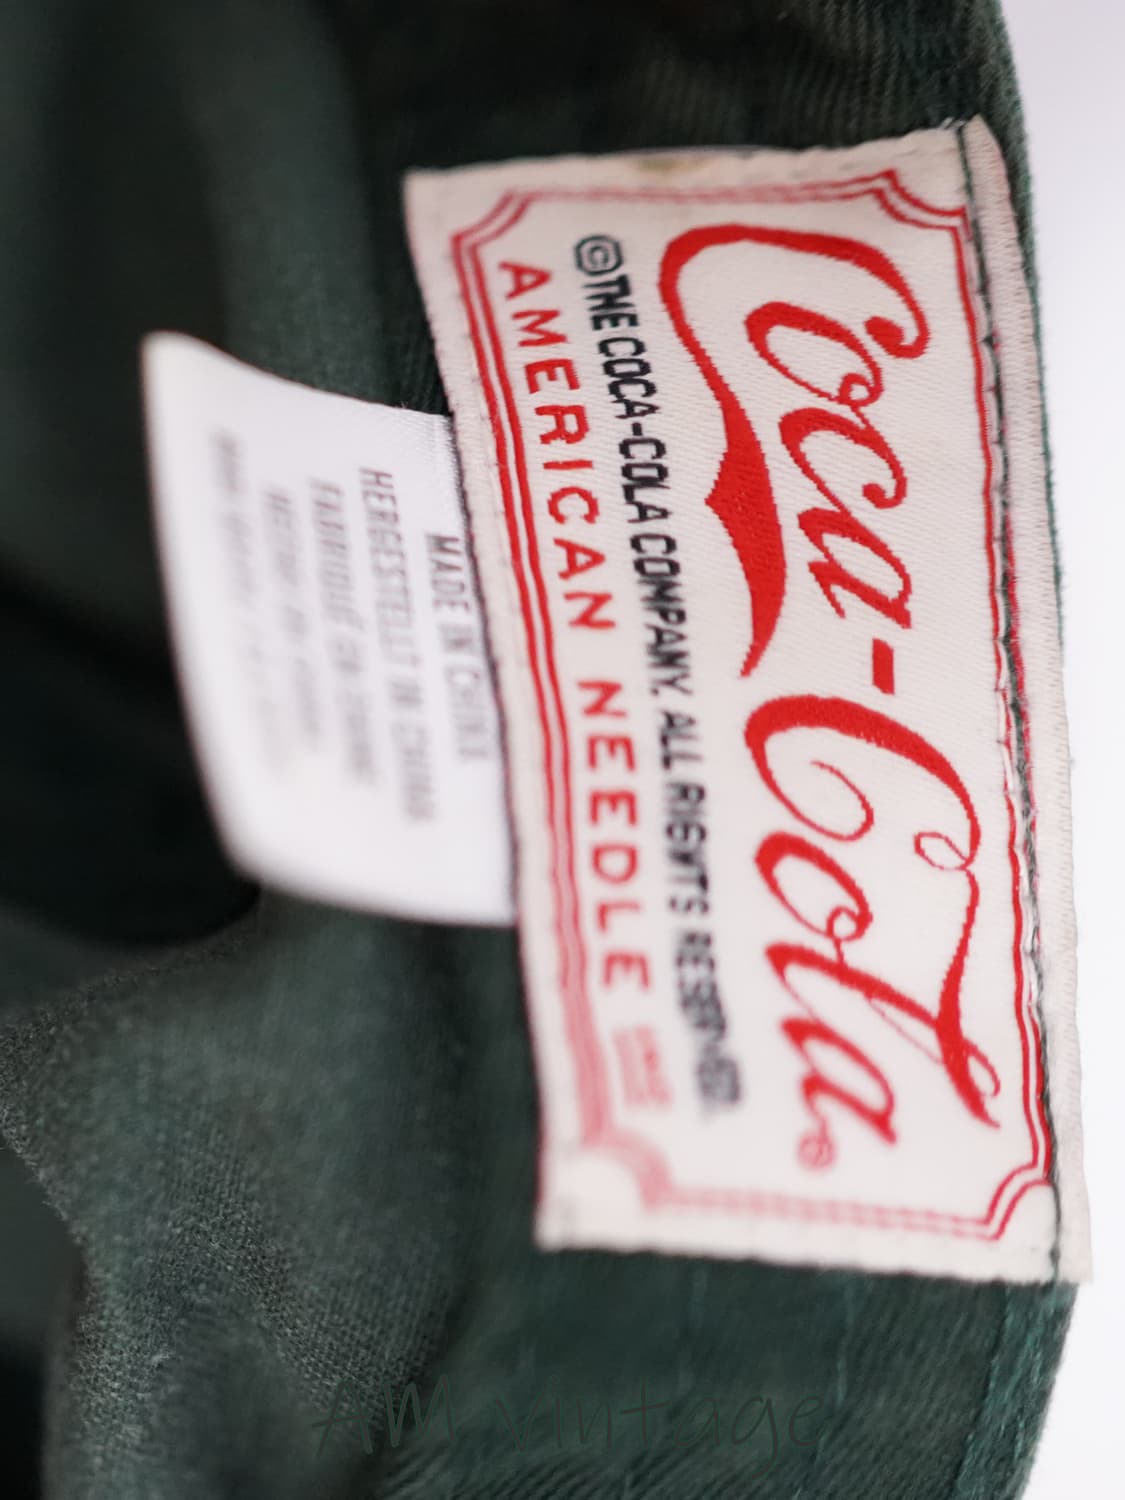 Coca-Cola®
©THE COCA-COLA COMPANY. ALL RIGHTS RESERVED.
AMERICAN NEEDLE
MADE IN CHINA
HERGESTELLT IN CHINA
FABRIQUÉ EN CHINE
AM vintage